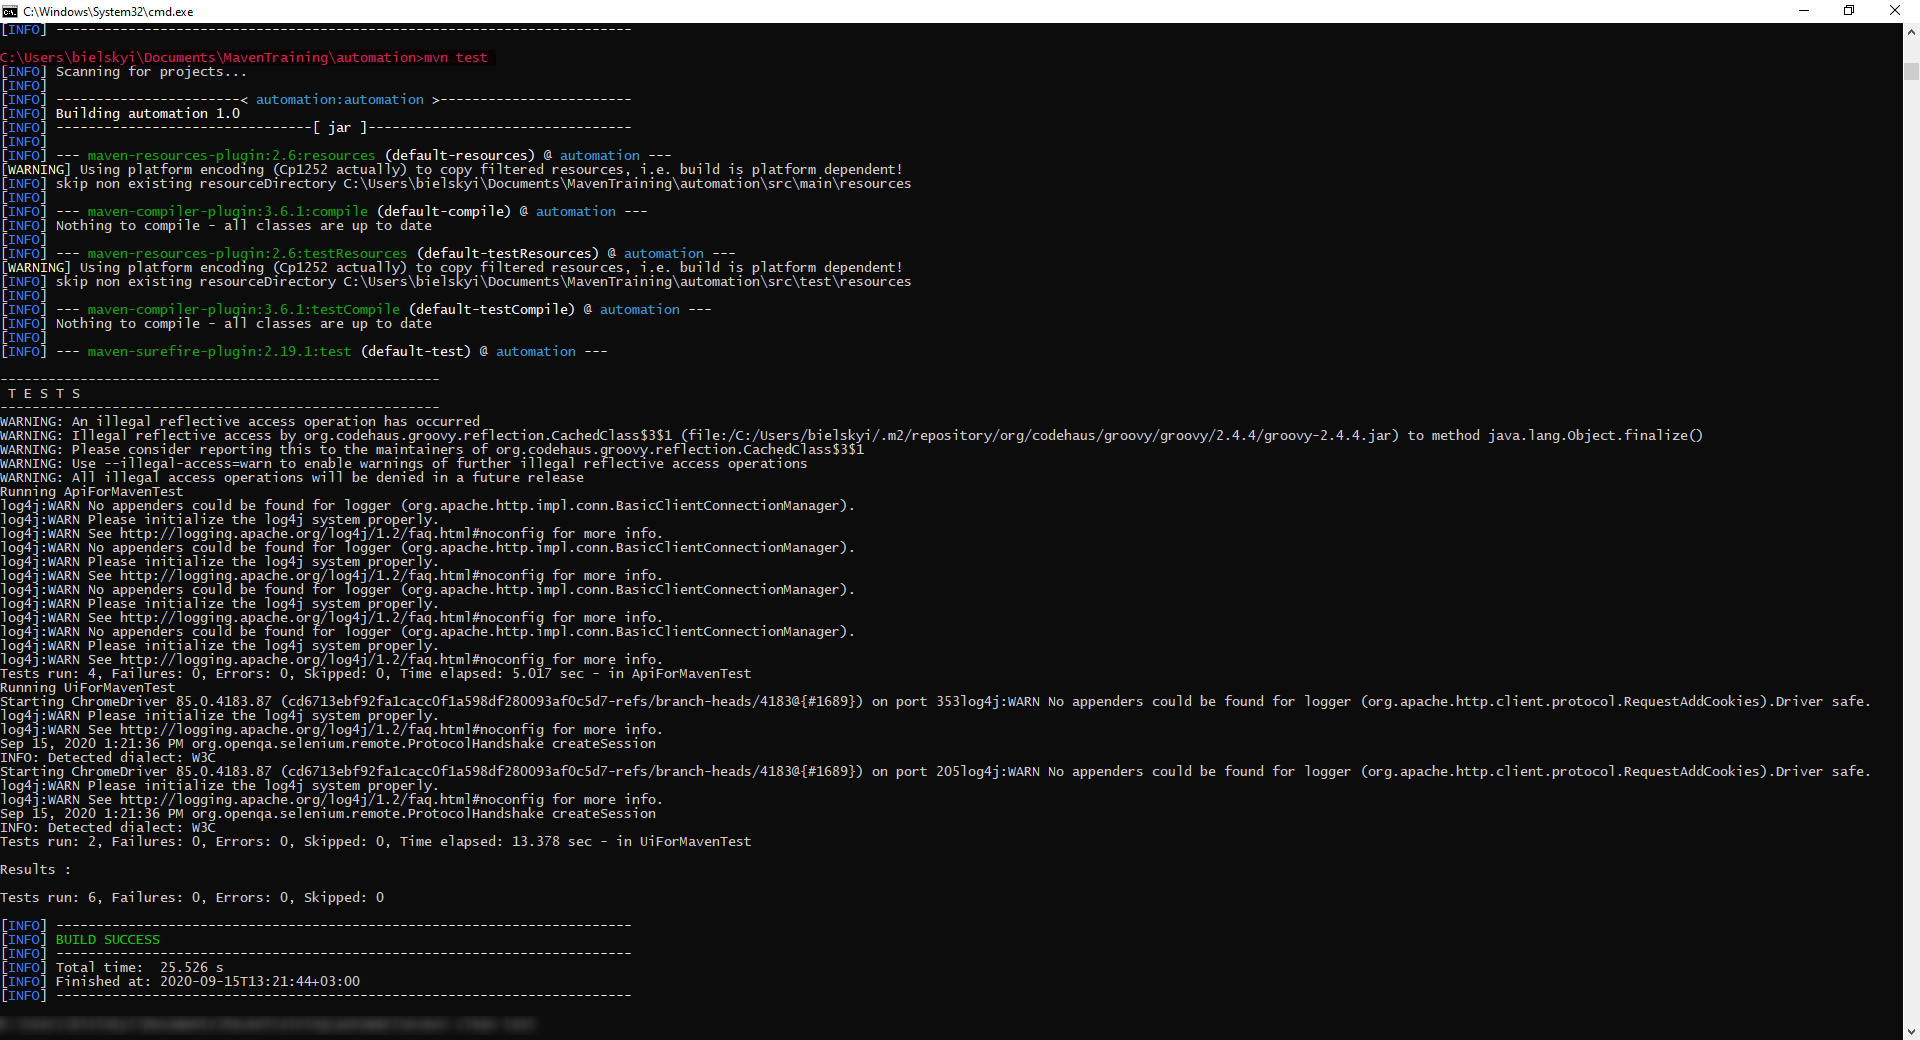 C:\Windows\System32\cmd.exe
[INFO] ------------------------------------------------------------------------
C:\Users\bielskyi\Documents\MavenTraining\automation>mvn test
[INFO] Scanning for projects...
[INFO]
[INFO] -----------------------< automation:automation >------------------------
[INFO] Building automation 1.0
[INFO] --------------------------------[ jar ]---------------------------------
[INFO]
[INFO] --- maven-resources-plugin:2.6:resources (default-resources) @ automation ---
[WARNING] Using platform encoding (Cp1252 actually) to copy filtered resources, i.e. build is platform dependent!
[INFO] skip non existing resourceDirectory C:\Users\bielskyi\Documents\MavenTraining\automation\src\main\resources
[INFO]
[INFO] --- maven-compiler-plugin:3.6.1:compile (default-compile) @ automation ---
[INFO] Nothing to compile - all classes are up to date
[INFO]
[INFO] --- maven-resources-plugin:2.6:testResources (default-testResources) @ automation ---
[WARNING] Using platform encoding (Cp1252 actually) to copy filtered resources, i.e. build is platform dependent!
[INFO] skip non existing resourceDirectory C:\Users\bielskyi\Documents\MavenTraining\automation\src\test\resources
[INFO]
[INFO] --- maven-compiler-plugin:3.6.1:testCompile (default-testCompile) @ automation ---
[INFO] Nothing to compile - all classes are up to date
[INFO]
[INFO] --- maven-surefire-plugin:2.19.1:test (default-test) @ automation ---
-------------------------------------------------------
T E S T S
-------------------------------------------------------
WARNING: An illegal reflective access operation has occurred
WARNING: Illegal reflective access by org.codehaus.groovy.reflection.CachedClass$3$1 (file:/C:/Users/bielskyi/.m2/repository/org/codehaus/groovy/groovy/2.4.4/groovy-2.4.4.jar) to method java.lang.Object.finalize()
WARNING: Please consider reporting this to the maintainers of org.codehaus.groovy.reflection.CachedClass$3$1
WARNING: Use --illegal-access=warn to enable warnings of further illegal reflective access operations
WARNING: All illegal access operations will be denied in a future release
Running ApiForMavenTest
log4j:WARN No appenders could be found for logger (org.apache.http.impl.conn.BasicClientConnectionManager).
log4j:WARN Please initialize the log4j system properly.
log4j:WARN See http://logging.apache.org/log4j/1.2/faq.html#noconfig for more info.
log4j:WARN No appenders could be found for logger (org.apache.http.impl.conn.BasicClientConnectionManager).
log4j:WARN Please initialize the log4j system properly.
log4j:WARN See http://logging.apache.org/log4j/1.2/faq.html#noconfig for more info.
log4j:WARN No appenders could be found for logger (org.apache.http.impl.conn.BasicClientConnectionManager).
log4j:WARN Please initialize the log4j system properly.
log4j:WARN See http://logging.apache.org/log4j/1.2/faq.html#noconfig for more info.
log4j:WARN No appenders could be found for logger (org.apache.http.impl.conn.BasicClientConnectionManager).
log4j:WARN Please initialize the log4j system properly.
log4j:WARN See http://logging.apache.org/log4j/1.2/faq.html#noconfig for more info.
Tests run: 4, Failures: 0, Errors: 0, Skipped: 0, Time elapsed: 5.017 sec - in ApiForMavenTest
Running UiForMavenTest
Starting ChromeDriver 85.0.4183.87 (cd6713ebf92fa1cacc0f1a598df280093af0c5d7-refs/branch-heads/4183@{#1689}) on port 353log4j:WARN No appenders could be found for logger (org.apache.http.client.protocol.RequestAddCookies).Driver safe.
log4j:WARN Please initialize the log4j system properly.
log4j:WARN See http://logging.apache.org/log4j/1.2/faq.html#noconfig for more info.
Sep 15, 2020 1:21:36 PM org.openqa.selenium.remote.ProtocolHandshake createSession
INFO: Detected dialect: W3C
Starting ChromeDriver 85.0.4183.87 (cd6713ebf92fa1cacc0f1a598df280093af0c5d7-refs/branch-heads/4183@{#1689}) on port 205log4j:WARN No appenders could be found for logger (org.apache.http.client.protocol.RequestAddCookies).Driver safe.
log4j:WARN Please initialize the log4j system properly.
log4j:WARN See http://logging.apache.org/log4j/1.2/faq.html#noconfig for more info.
Sep 15, 2020 1:21:36 PM org.openqa.selenium.remote.ProtocolHandshake createSession
INFO: Detected dialect: W3C
Tests run: 2, Failures: 0, Errors: 0, Skipped: 0, Time elapsed: 13.378 sec - in UiForMavenTest
Results :
Tests run: 6, Failures: 0, Errors: 0, Skipped: 0
[INFO] ------------------------------------------------------------------------
[INFO] BUILD SUCCESS
[INFO] ------------------------------------------------------------------------
[INFO] Total time:  25.526 s
[INFO] Finished at: 2020-09-15T13:21:44+03:00
[INFO] ------------------------------------------------------------------------